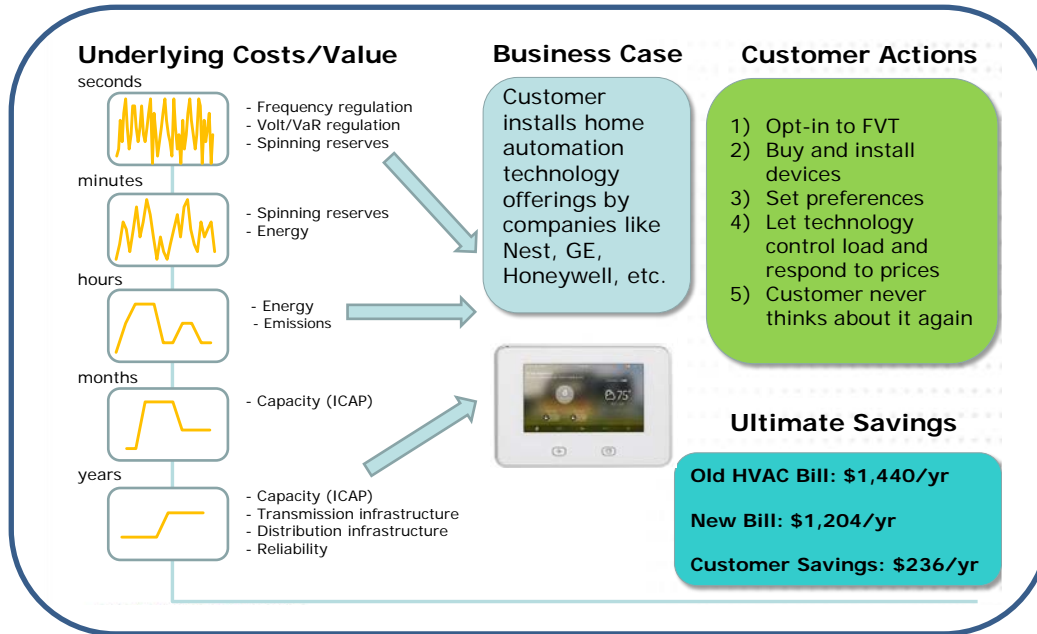 Underlying Costs/Value
seconds
- Frequency regulation
- Volt/VaR regulation
- Spinning reserves
minutes
- Spinning reserves
- Energy
hours
- Energy
- Emissions
months
- Capacity (ICAP)
years
- Capacity (ICAP)
- Transmission infrastructure
- Distribution infrastructure
- Reliability
Business Case
Customer
installs home
automation
technology
offerings by
companies like
Nest, GE,
Honeywell, etc.
75°
Customer Actions
1) Opt-in to FVT
2) Buy and install
devices
3) Set preferences
4) Let technology
control load and
respond to prices
5) Customer never
thinks about it again
Ultimate Savings
Old HVAC Bill: $1,440/yr
New Bill: $1,204/yr
Customer Savings: $236/yr